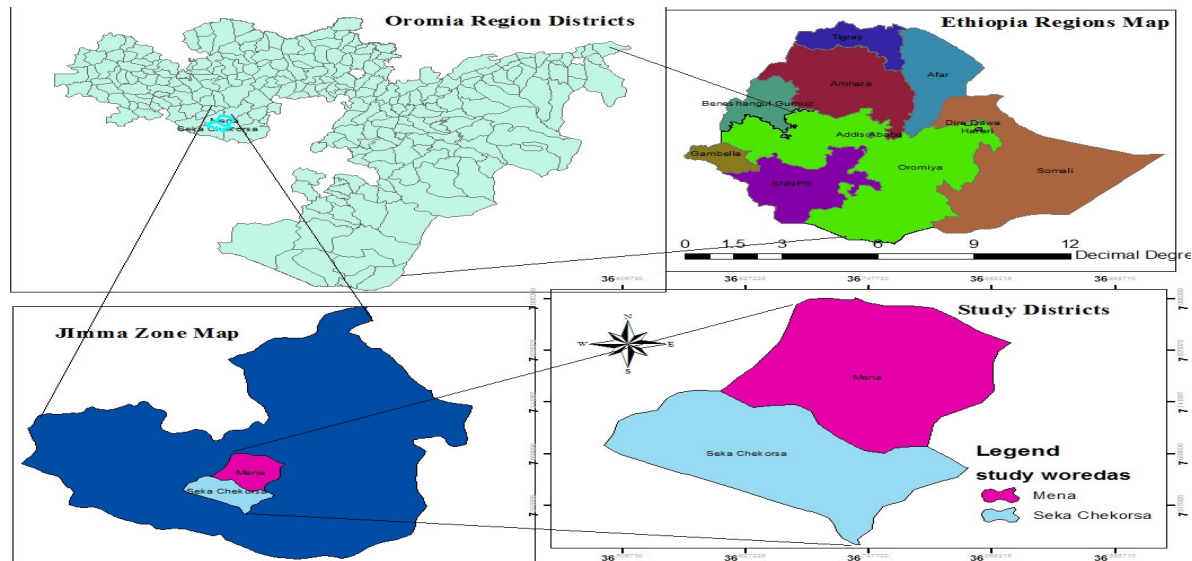 Oromia Region Districts
Mena
Seka Chekorsa
Ethiopia Regions Map
Tigray
Afar
Amhara
Beneshangul Gumuz
Dire Dawa
Harari
Addis Ababa
Gambella
Oromiya
Somali
SNNPR
0 1.5 3 6 9 12
Decimal Degre
JImma Zone Map
Mena
Seka Chekorsa
Study Districts
N
W E
S
Mena
Seka Chekorsa
Legend
study woredas
Mena
Seka Chekorsa